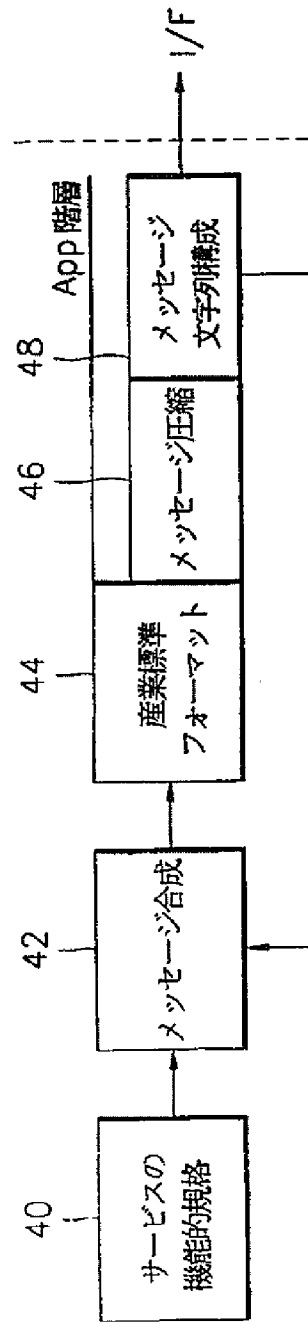 40
サービスの
機能的規格
42
メッセージ合成
44
産業標準
フォーマット
46
メッセージ圧縮
48
メッセージ
文字列構成
App 階層
I/F